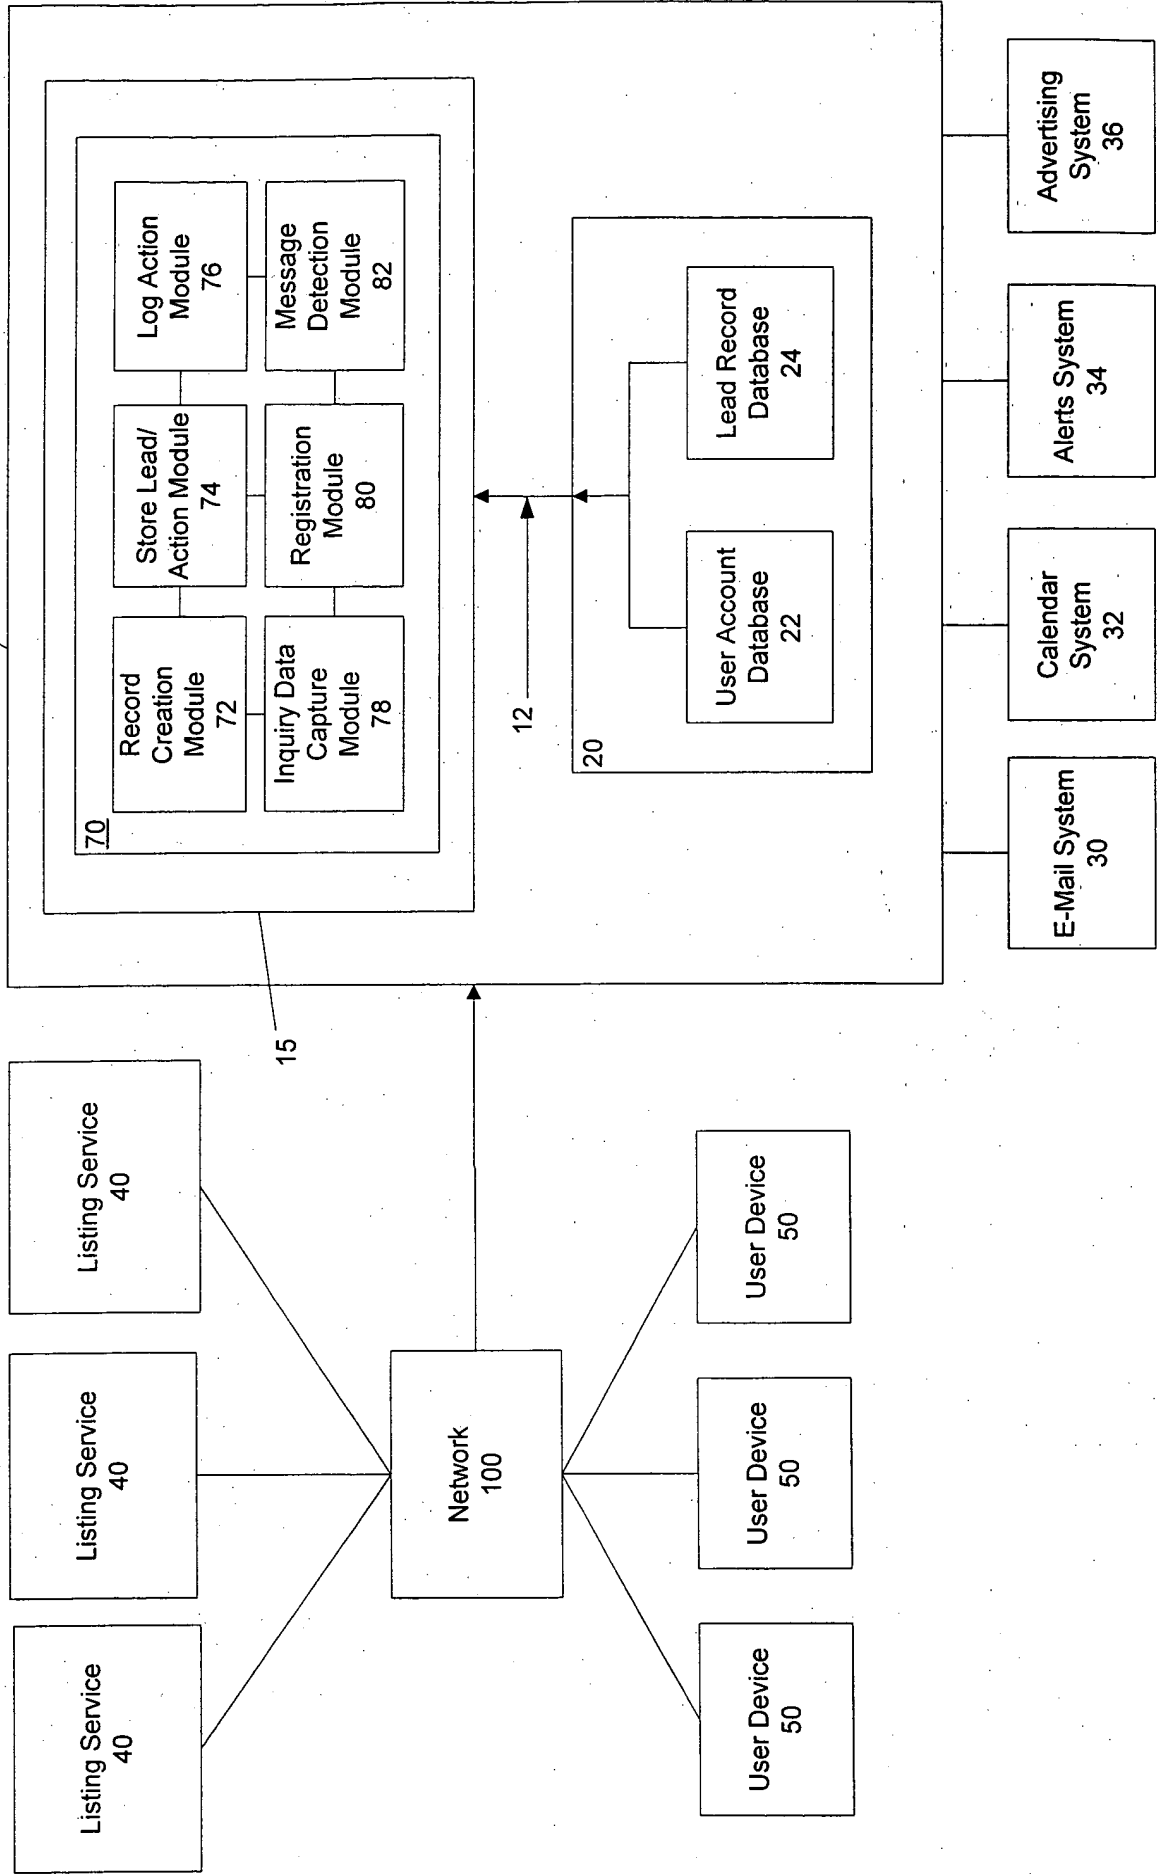 Listing Service
40
Listing Service
40
Listing Service
40
Network
100
User Device
50
User Device
50
User Device
50
15
70
Record
Creation
Module
72
Store Lead/
Action Module
74
Log Action
Module
76
Inquiry Data
Capture
Module
78
Registration
Module
80
Message
Detection
Module
82
12
20
User Account
Database
22
Lead Record
Database
24
E-Mail System
30
Calendar
System
32
Alerts System
34
Advertising
System
36